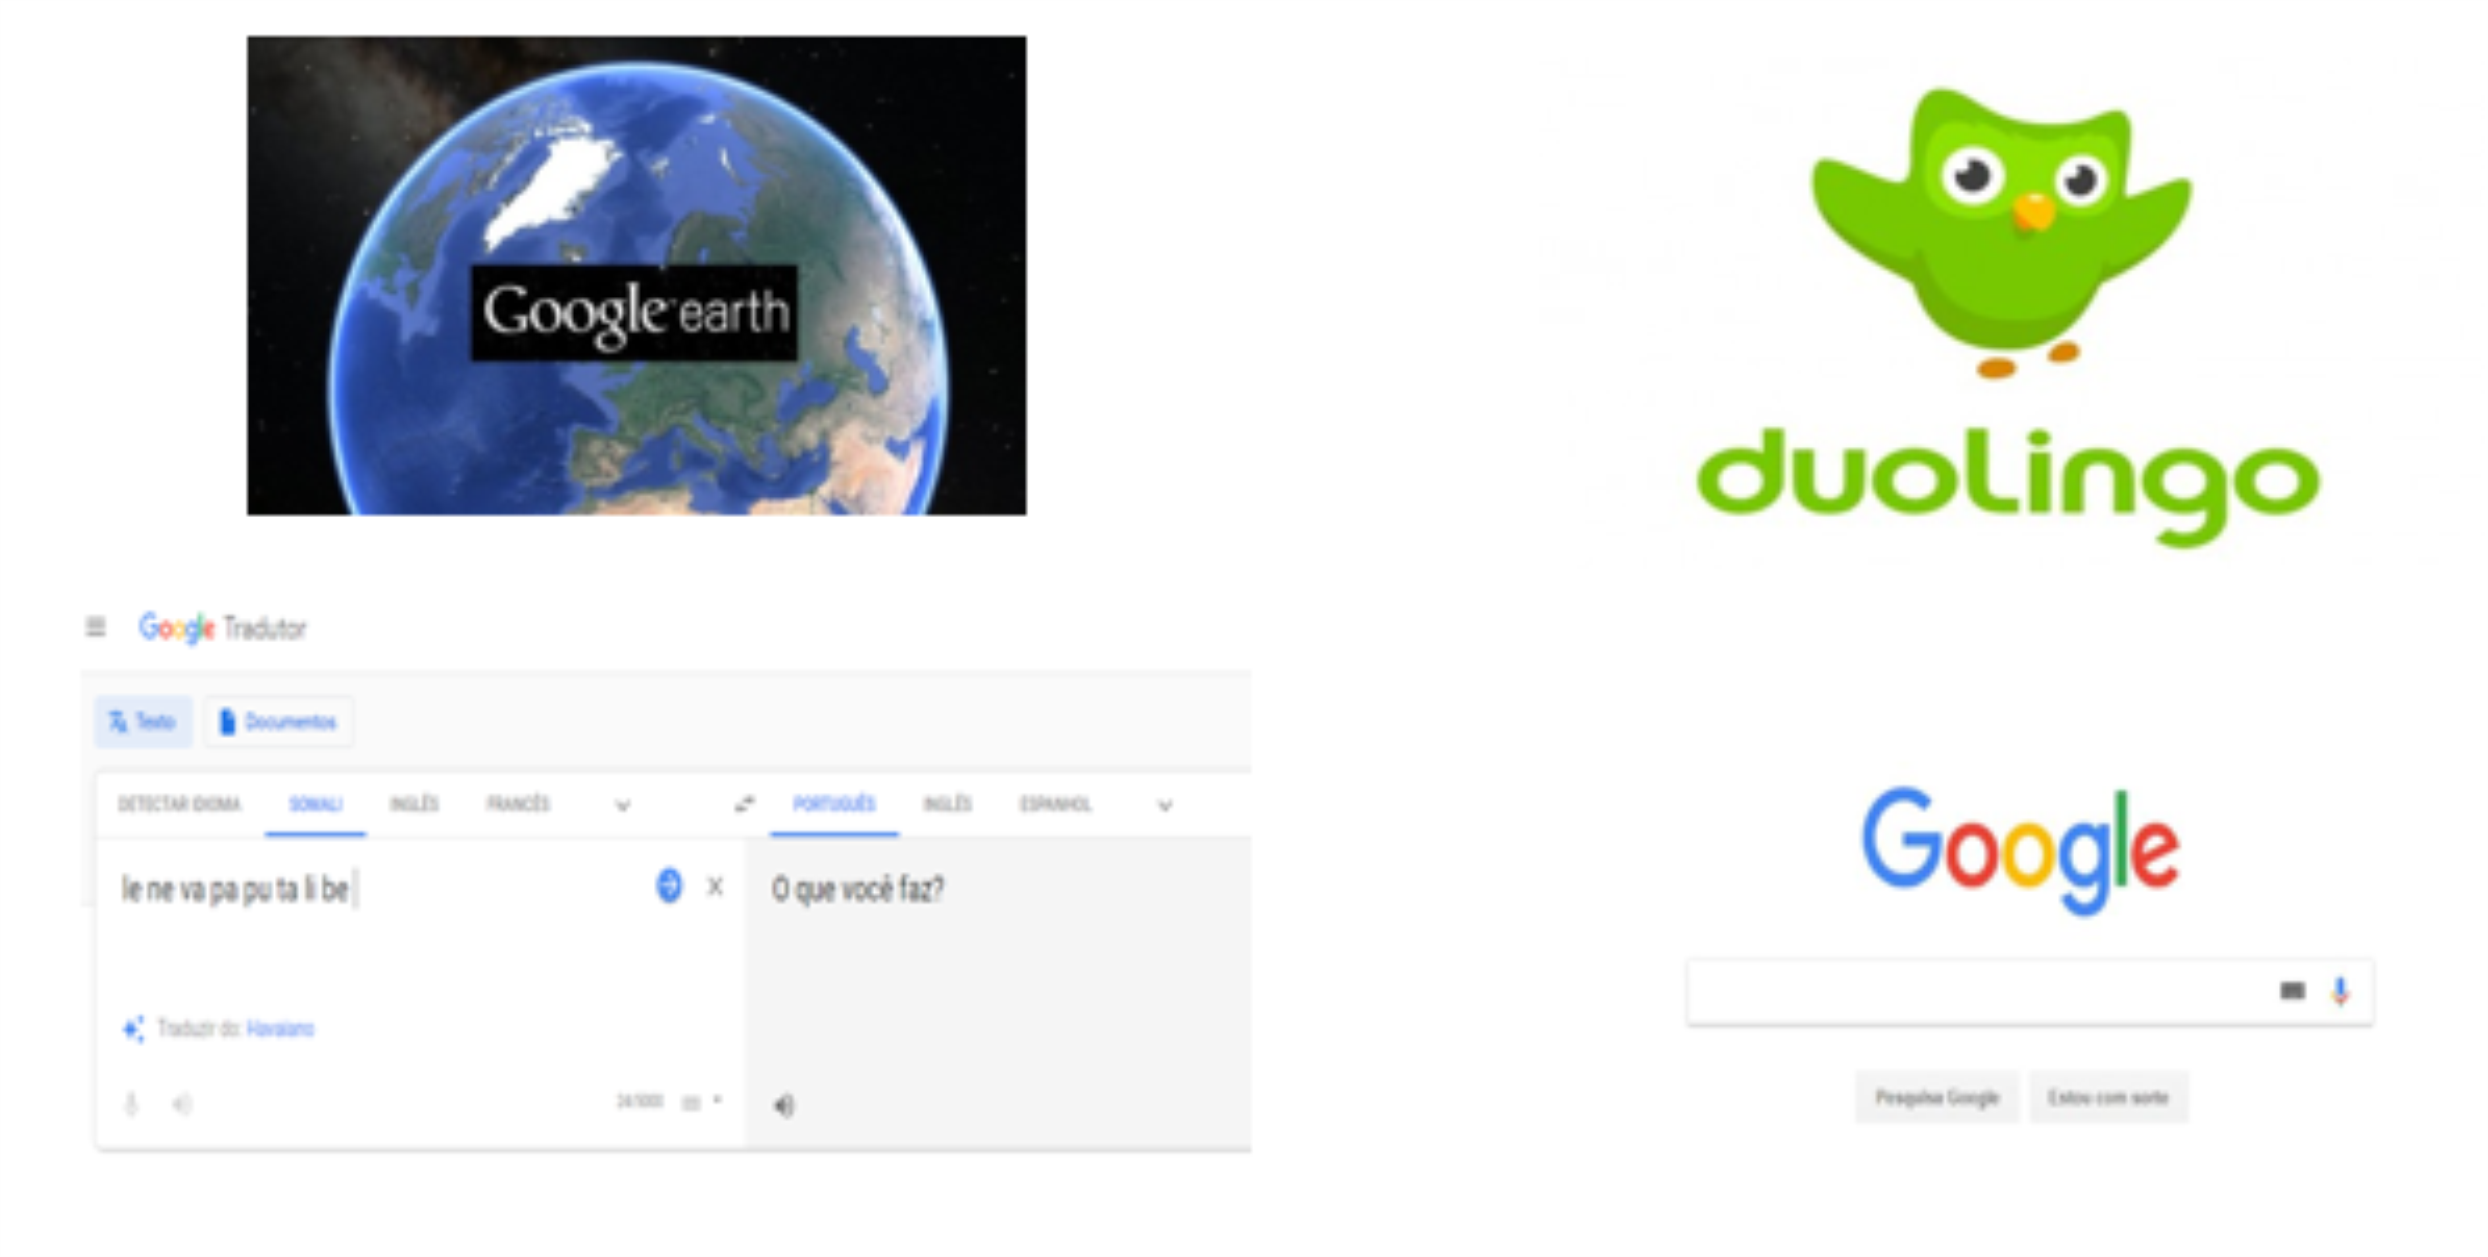 Google earth
duolingo
Google Tradutor
Texto
Documentos
DETECTAR IDIOMA SOMALI INGLÊS FRANCÊS
PORTUGUÊS INGLÊS ESPANHOL
le ne va pa pu ta li be
O que você faz?
Traduzir do: Havaiano
24/5000
Google
Pesquisa Google
Estou com sorte